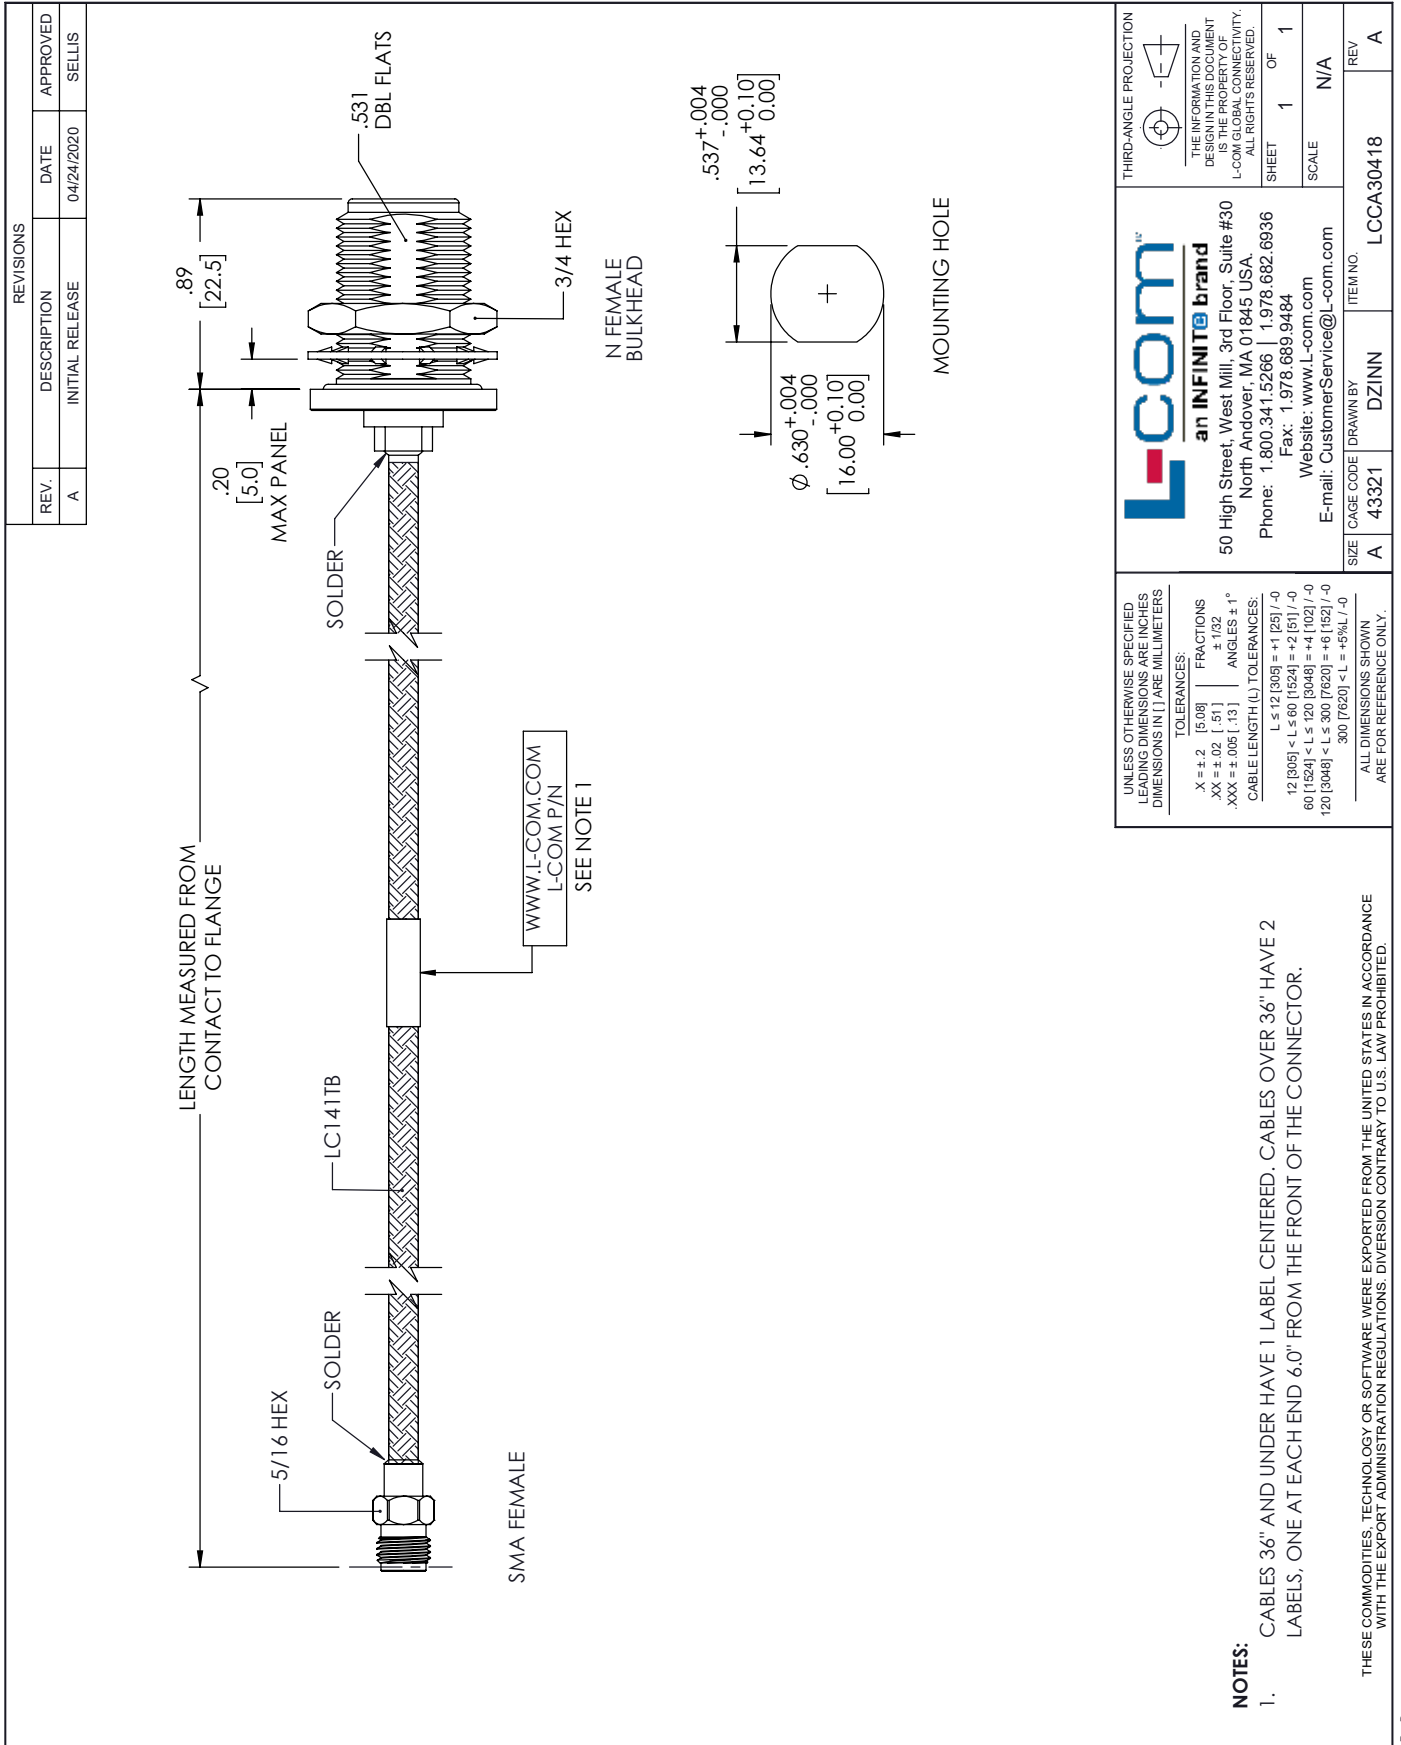 REVISIONS
REV. DESCRIPTION DATE APPROVED
A INITIAL RELEASE 04/24/2020 SELLIS
LENGTH MEASURED FROM
CONTACT TO FLANGE
.89
[22.5]
.20
[5.0]
MAX PANEL
.531
DBL FLATS
5/16 HEX
SOLDER
LC141TB
SOLDER
3/4 HEX
SMA FEMALE
WWW.L-COM.COM
L-COM P/N
SEE NOTE 1
N FEMALE
BULKHEAD
.537 +.004 -.000
[13.64 +0.10 0.00]
Ø .630 +.004 -.000
[16.00 +0.10 0.00]
MOUNTING HOLE
NOTES:
1. CABLES 36" AND UNDER HAVE 1 LABEL CENTERED. CABLES OVER 36" HAVE 2
LABELS, ONE AT EACH END 6.0" FROM THE FRONT OF THE CONNECTOR.
THESE COMMODITIES, TECHNOLOGY OR SOFTWARE WERE EXPORTED FROM THE UNITED STATES IN ACCORDANCE
WITH THE EXPORT ADMINISTRATION REGULATIONS. DIVERSION CONTRARY TO U.S. LAW PROHIBITED.
UNLESS OTHERWISE SPECIFIED
LEADING DIMENSIONS ARE INCHES
DIMENSIONS IN [ ] ARE MILLIMETERS
TOLERANCES:
.X = ±.2 [5.08] FRACTIONS
.XX = ±.02 [.51] ± 1/32
.XXX = ±.005 [.13] ANGLES ± 1°
CABLE LENGTH (L) TOLERANCES:
L ≤ 12 [305] = +1 [25] / -0
12 [305] < L ≤ 60 [1524] = +2 [51] / -0
60 [1524] < L ≤ 120 [3048] = +4 [102] / -0
120 [3048] < L ≤ 300 [7620] = +6 [152] / -0
300 [7620] < L = +5%L / -0
ALL DIMENSIONS SHOWN
ARE FOR REFERENCE ONLY.
L-com
an INFINITe brand
50 High Street, West Mill, 3rd Floor, Suite #30
North Andover, MA 01845 USA.
Phone: 1.800.341.5266 | 1.978.682.6936
Fax: 1.978.689.9484
Website: www.L-com.com
E-mail: CustomerService@L-com.com
THIRD-ANGLE PROJECTION
THE INFORMATION AND
DESIGN IN THIS DOCUMENT
IS THE PROPERTY OF
L-COM GLOBAL CONNECTIVITY.
ALL RIGHTS RESERVED.
SHEET 1 OF 1
SCALE N/A
SIZE A
CAGE CODE 43321
DRAWN BY DZINN
ITEM NO. LCCA30418
REV A